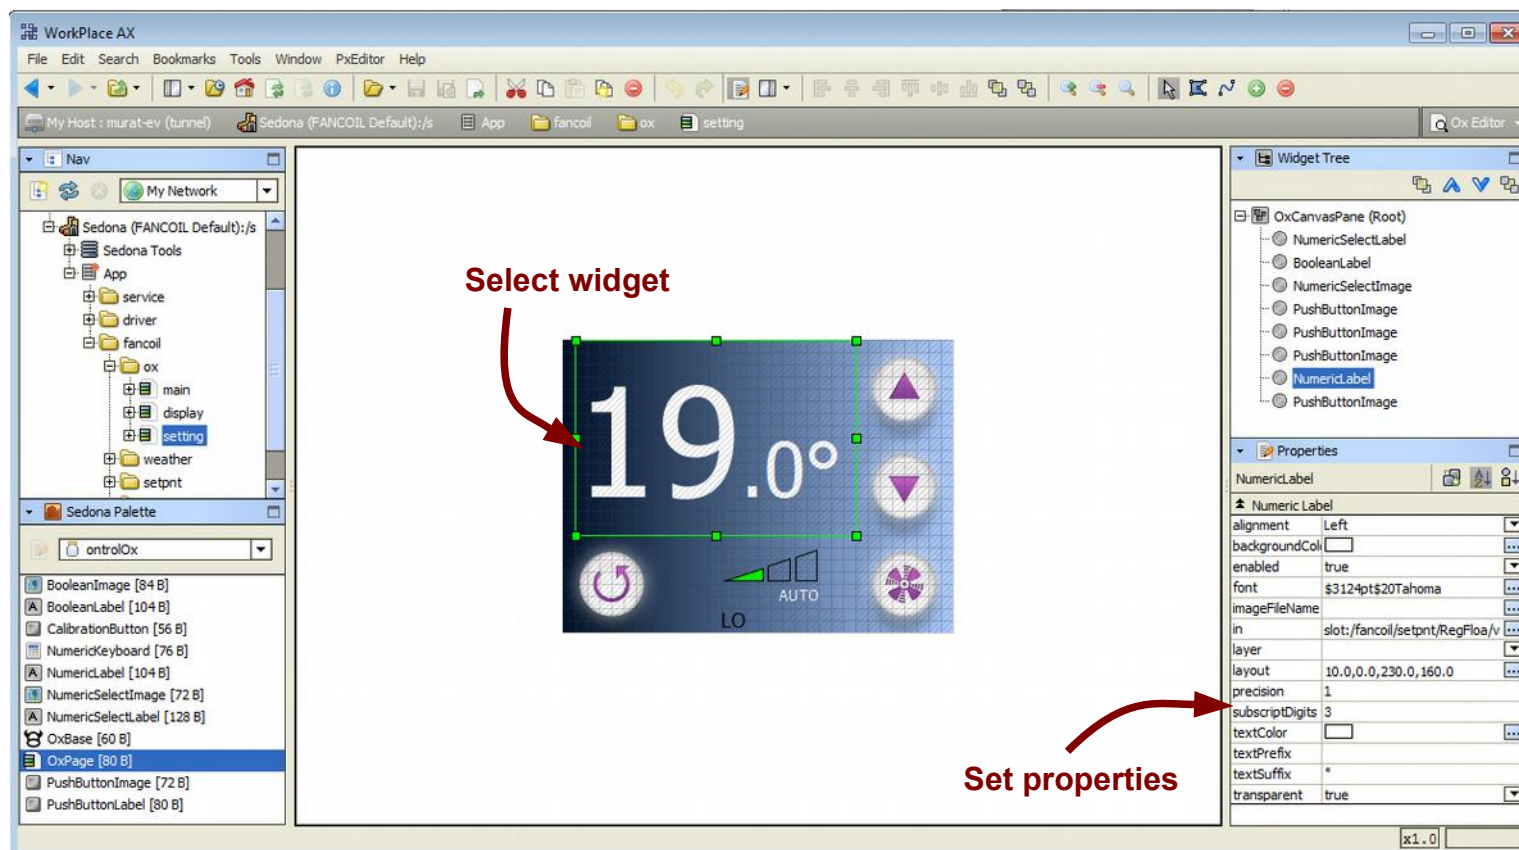 WorkPlace AX
File Edit Search Bookmarks Tools Window PxEditor Help
My Host : murat-ev (tunnel) Sedona (FANCOIL Default):/s App fancoil ox setting Ox Editor
Nav
My Network
Sedona (FANCOIL Default):/s
Sedona Tools
App
service
driver
fancoil
ox
main
display
setting
weather
setpnt
Sedona Palette
ontrolOx
BooleanImage [84 B]
BooleanLabel [104 B]
CalibrationButton [56 B]
NumericKeyboard [76 B]
NumericLabel [104 B]
NumericSelectImage [72 B]
NumericSelectLabel [128 B]
OxBase [60 B]
OxPage [80 B]
PushButtonImage [72 B]
PushButtonLabel [80 B]
Select widget
19.0°
AUTO
LO
Set properties
Widget Tree
OxCanvasPane (Root)
NumericSelectLabel
BooleanLabel
NumericSelectImage
PushButtonImage
PushButtonImage
PushButtonImage
NumericLabel
PushButtonImage
Properties
NumericLabel
Numeric Label
alignment Left
backgroundCol
enabled true
font $3124pt$20Tahoma
imageFileName
in slot:/fancoil/setpnt/RegFloa/v
layer
layout 10.0,0.0,230.0,160.0
precision 1
subscriptDigits 3
textColor
textPrefix
textSuffix °
transparent true
x1.0